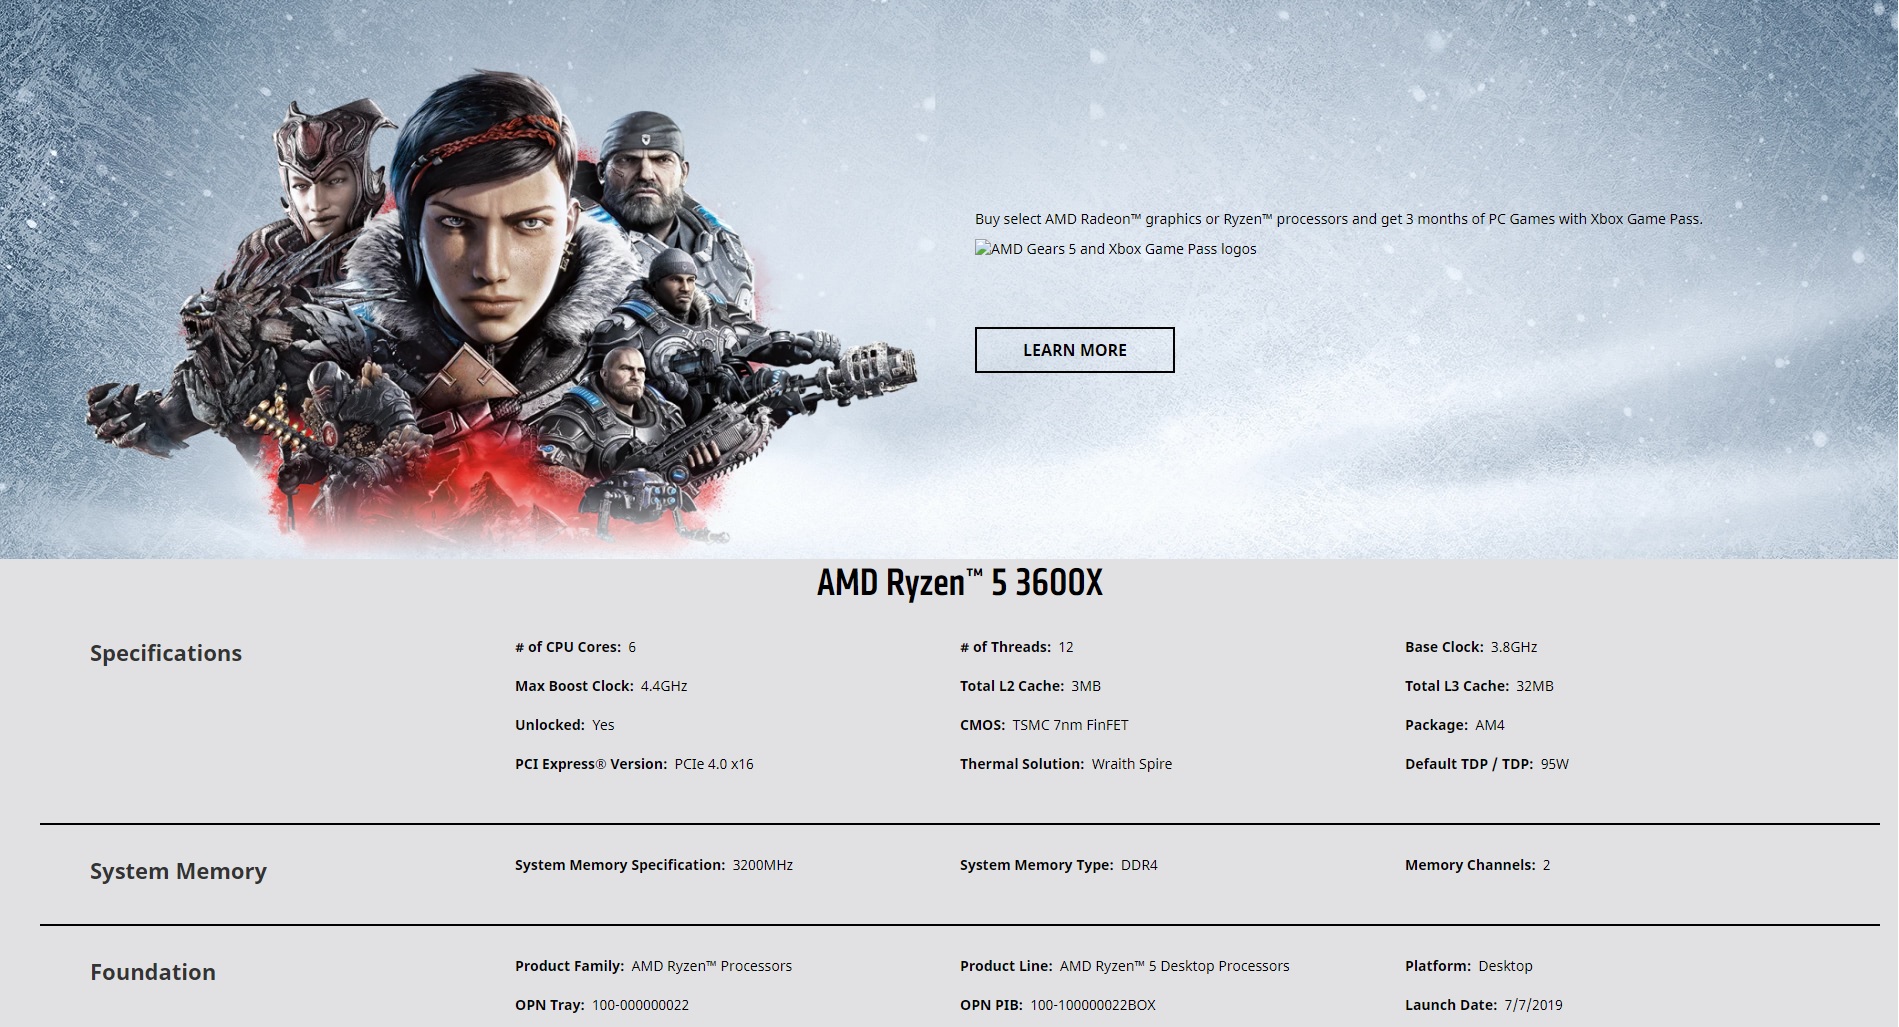 Buy select AMD Radeon™ graphics or Ryzen™ processors and get 3 months of PC Games with Xbox Game Pass.
AMD Gears 5 and Xbox Game Pass logos
LEARN MORE
AMD Ryzen™ 5 3600X
Specifications
# of CPU Cores: 6
# of Threads: 12
Base Clock: 3.8GHz
Max Boost Clock: 4.4GHz
Total L2 Cache: 3MB
Total L3 Cache: 32MB
Unlocked: Yes
CMOS: TSMC 7nm FinFET
Package: AM4
PCI Express® Version: PCIe 4.0 x16
Thermal Solution: Wraith Spire
Default TDP / TDP: 95W
System Memory
System Memory Specification: 3200MHz
System Memory Type: DDR4
Memory Channels: 2
Foundation
Product Family: AMD Ryzen™ Processors
Product Line: AMD Ryzen™ 5 Desktop Processors
Platform: Desktop
OPN Tray: 100-000000022
OPN PIB: 100-100000022BOX
Launch Date: 7/7/2019